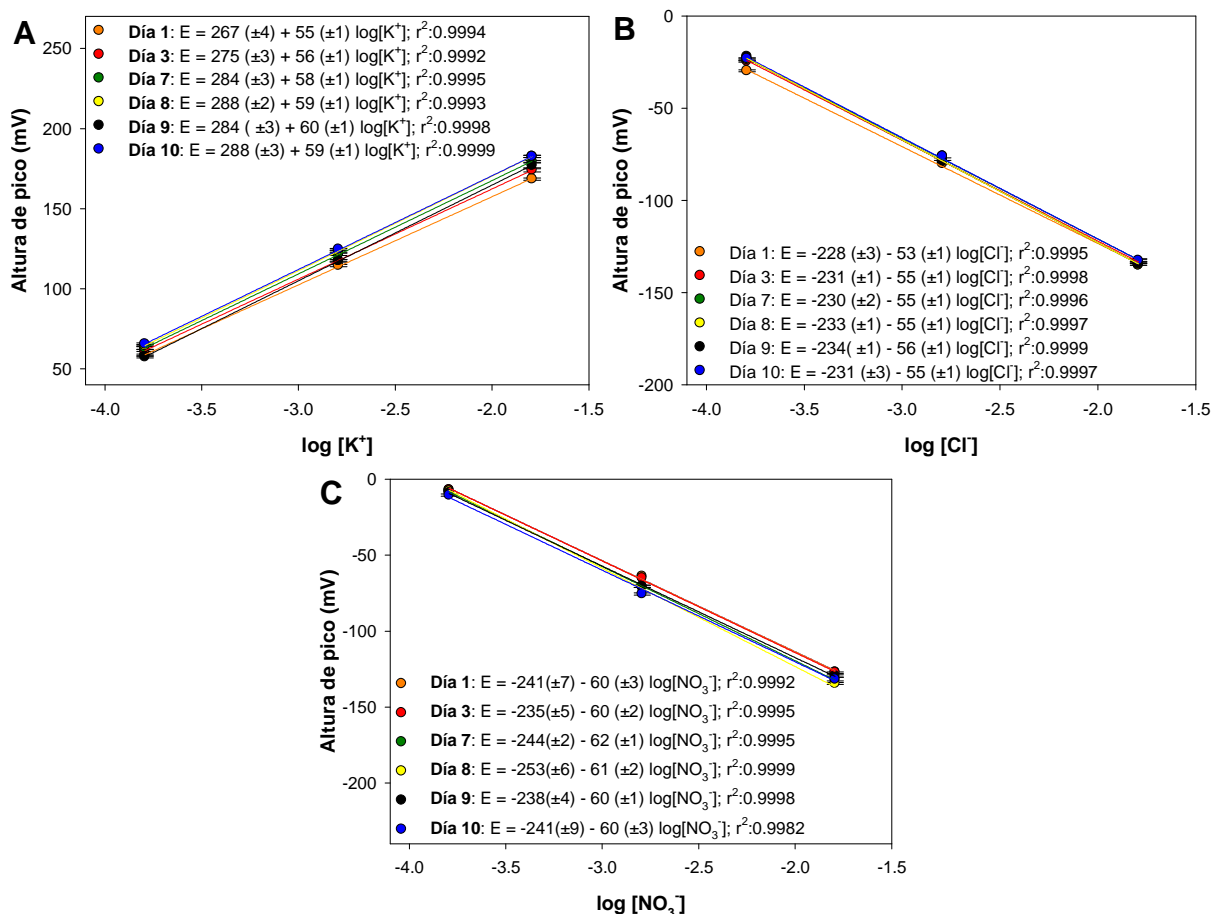 A
Día 1: E = 267 (±4) + 55 (±1) log[K⁺]; r²:0.9994
Día 3: E = 275 (±3) + 56 (±1) log[K⁺]; r²:0.9992
Día 7: E = 284 (±3) + 58 (±1) log[K⁺]; r²:0.9995
Día 8: E = 288 (±2) + 59 (±1) log[K⁺]; r²:0.9993
Día 9: E = 284 ( ±3) + 60 (±1) log[K⁺]; r²:0.9998
Día 10: E = 288 (±3) + 59 (±1) log[K⁺]; r²:0.9999
Altura de pico (mV)
250
200
150
100
50
-4.0 -3.5 -3.0 -2.5 -2.0 -1.5
log [K⁺]
B
Altura de pico (mV)
0
-50
-100
-150
-200
Día 1: E = -228 (±3) - 53 (±1) log[Cl⁻]; r²:0.9995
Día 3: E = -231 (±1) - 55 (±1) log[Cl⁻]; r²:0.9998
Día 7: E = -230 (±2) - 55 (±1) log[Cl⁻]; r²:0.9996
Día 8: E = -233 (±1) - 55 (±1) log[Cl⁻]; r²:0.9997
Día 9: E = -234( ±1) - 56 (±1) log[Cl⁻]; r²:0.9999
Día 10: E = -231 (±3) - 55 (±1) log[Cl⁻]; r²:0.9997
-4.0 -3.5 -3.0 -2.5 -2.0 -1.5
log [Cl⁻]
C
Altura de pico (mV)
0
-50
-100
-150
-200
Día 1: E = -241(±7) - 60 (±3) log[NO₃⁻]; r²:0.9992
Día 3: E = -235(±5) - 60 (±2) log[NO₃⁻]; r²:0.9995
Día 7: E = -244(±2) - 62 (±1) log[NO₃⁻]; r²:0.9995
Día 8: E = -253(±6) - 61 (±2) log[NO₃⁻]; r²:0.9999
Día 9: E = -238(±4) - 60 (±1) log[NO₃⁻]; r²:0.9998
Día 10: E = -241(±9) - 60 (±3) log[NO₃⁻]; r²:0.9982
-4.0 -3.5 -3.0 -2.5 -2.0 -1.5
log [NO₃⁻]